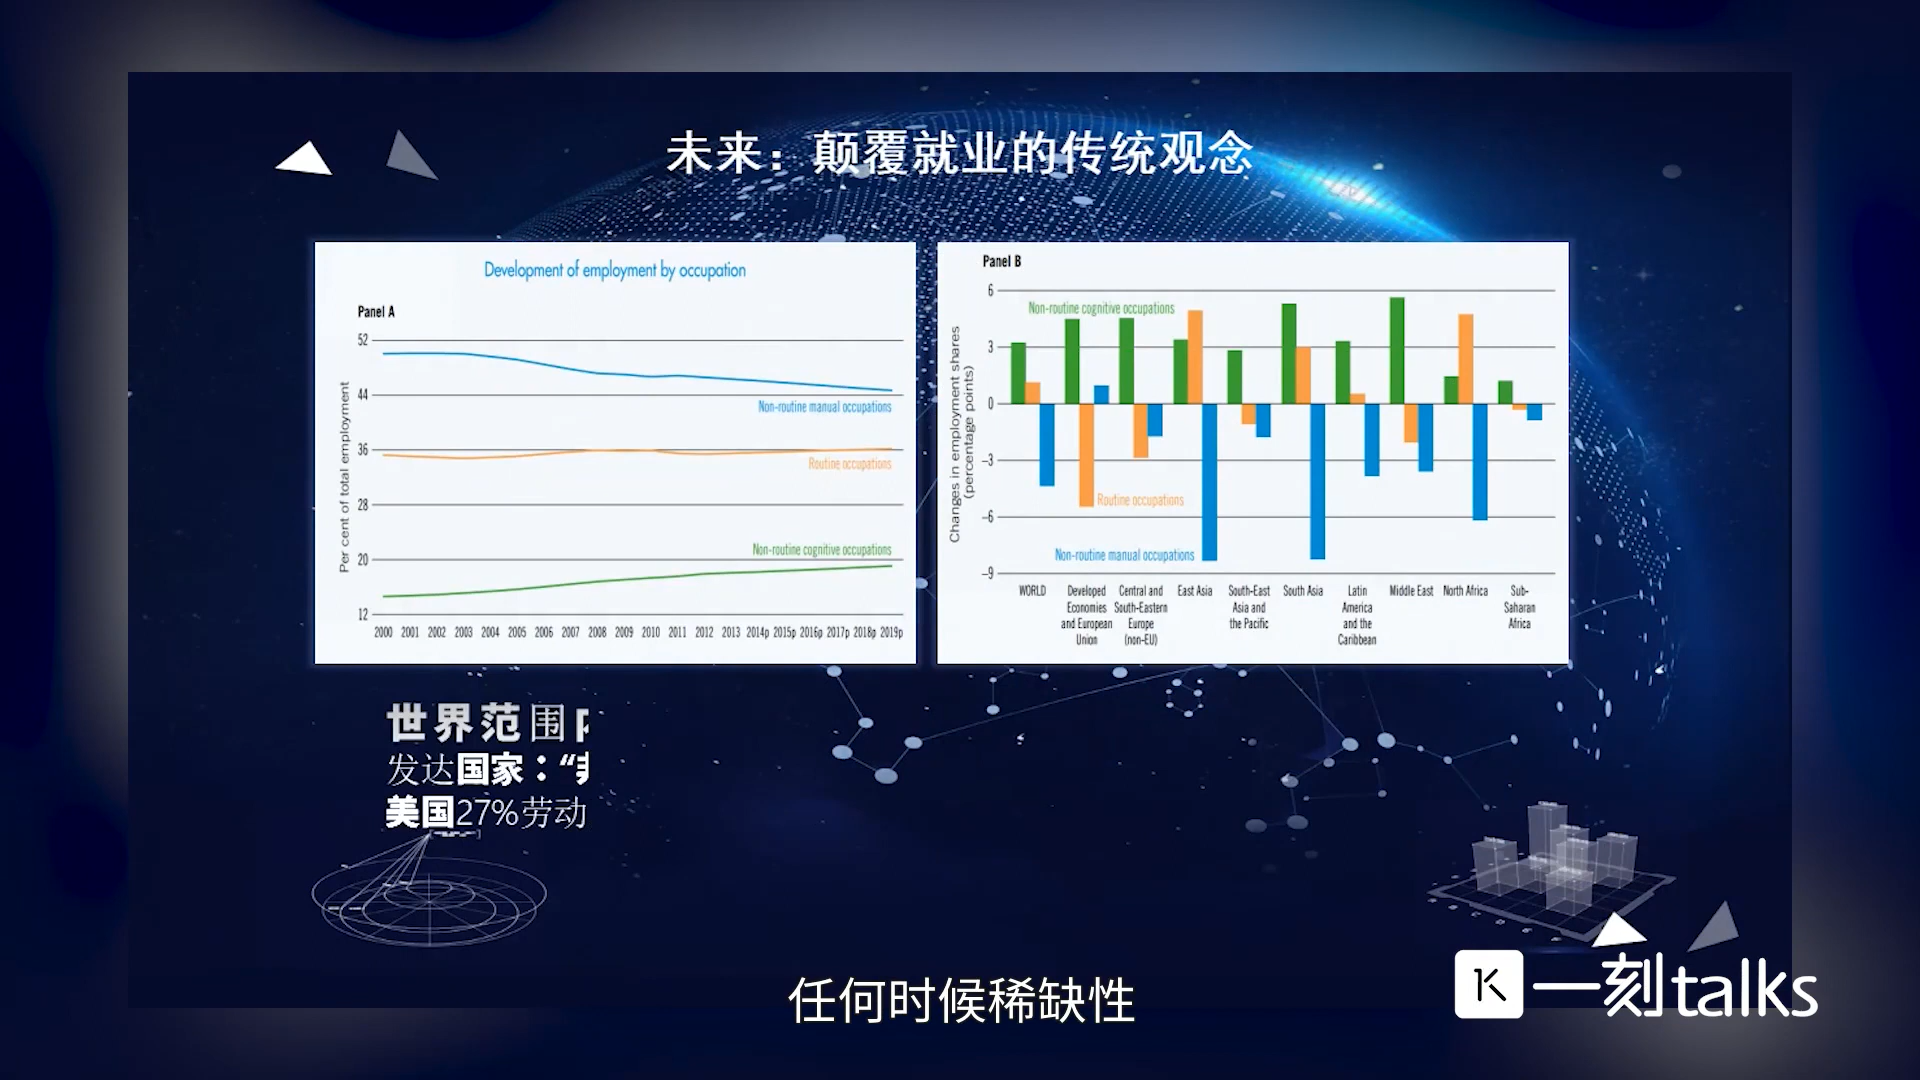 未来：颠覆就业的传统观念
Development of employment by occupation
Panel A
Per cent of total employment
52
44
36
28
20
12
Non-routine manual occupations
Routine occupations
Non-routine cognitive occupations
2000 2001 2002 2003 2004 2005 2006 2007 2008 2009 2010 2011 2012 2013 2014p 2015p 2016p 2017p 2018p 2019p
Panel B
Changes in employment shares
(percentage points)
6
3
0
–3
–6
–9
Non-routine cognitive occupations
Routine occupations
Non-routine manual occupations
WORLD
Developed
Economies
and European
Union
Central and
South-Eastern
Europe
(non-EU)
East Asia
South-East
Asia and
the Pacific
South Asia
Latin
America
and the
Caribbean
Middle East
North Africa
Sub-
Saharan
Africa
世界范围
发达国家：“
美国27%劳动
任何时候稀缺性
K 一刻talks